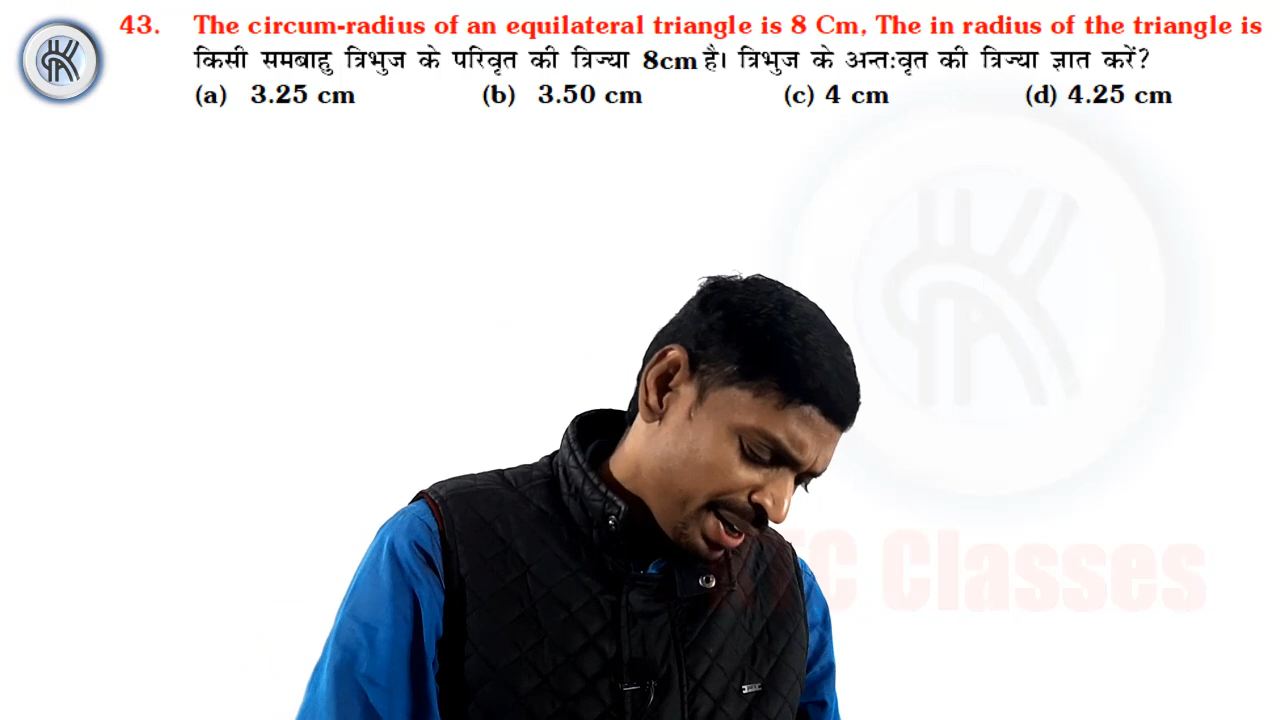 43. The circum-radius of an equilateral triangle is 8 Cm, The in radius of the triangle is
किसी समबाहु त्रिभुज के परिवृत की त्रिज्या 8cm है। त्रिभुज के अन्तःवृत की त्रिज्या ज्ञात करें?
(a) 3.25 cm (b) 3.50 cm (c) 4 cm (d) 4.25 cm
Classes